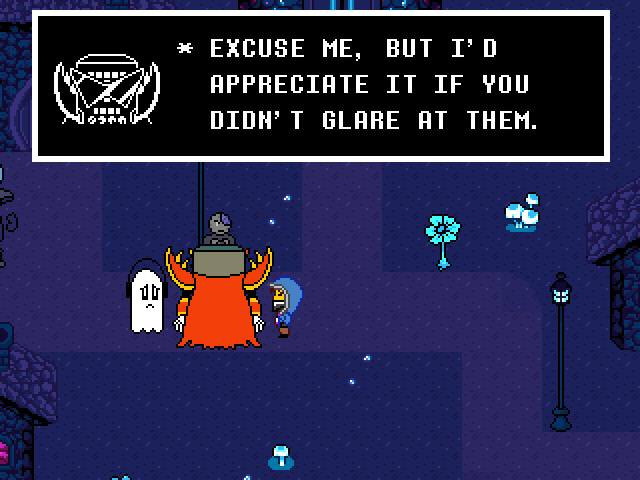 * EXCUSE ME, BUT I'D
APPRECIATE IT IF YOU
DIDN'T GLARE AT THEM.